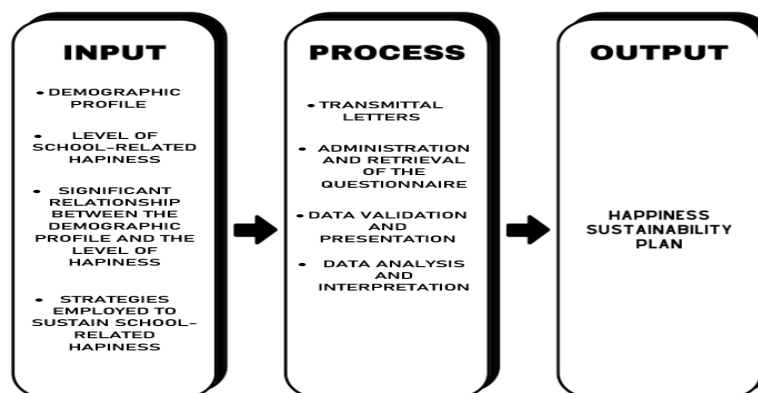 INPUT
• DEMOGRAPHIC
PROFILE
• LEVEL OF
SCHOOL-RELATED
HAPINESS
• SIGNIFICANT
RELATIONSHIP
BETWEEN THE
DEMOGRAPHIC
PROFILE AND THE
LEVEL OF
HAPINESS
• STRATEGIES
EMPLOYED TO
SUSTAIN SCHOOL-
RELATED
HAPINESS
PROCESS
• TRANSMITTAL
LETTERS
• ADMINISTRATION
AND RETRIEVAL
OF THE
QUESTIONNAIRE
• DATA VALIDATION
AND
PRESENTATION
• DATA ANALYSIS
AND
INTERPRETATION
OUTPUT
HAPPINESS
SUSTAINABILITY
PLAN